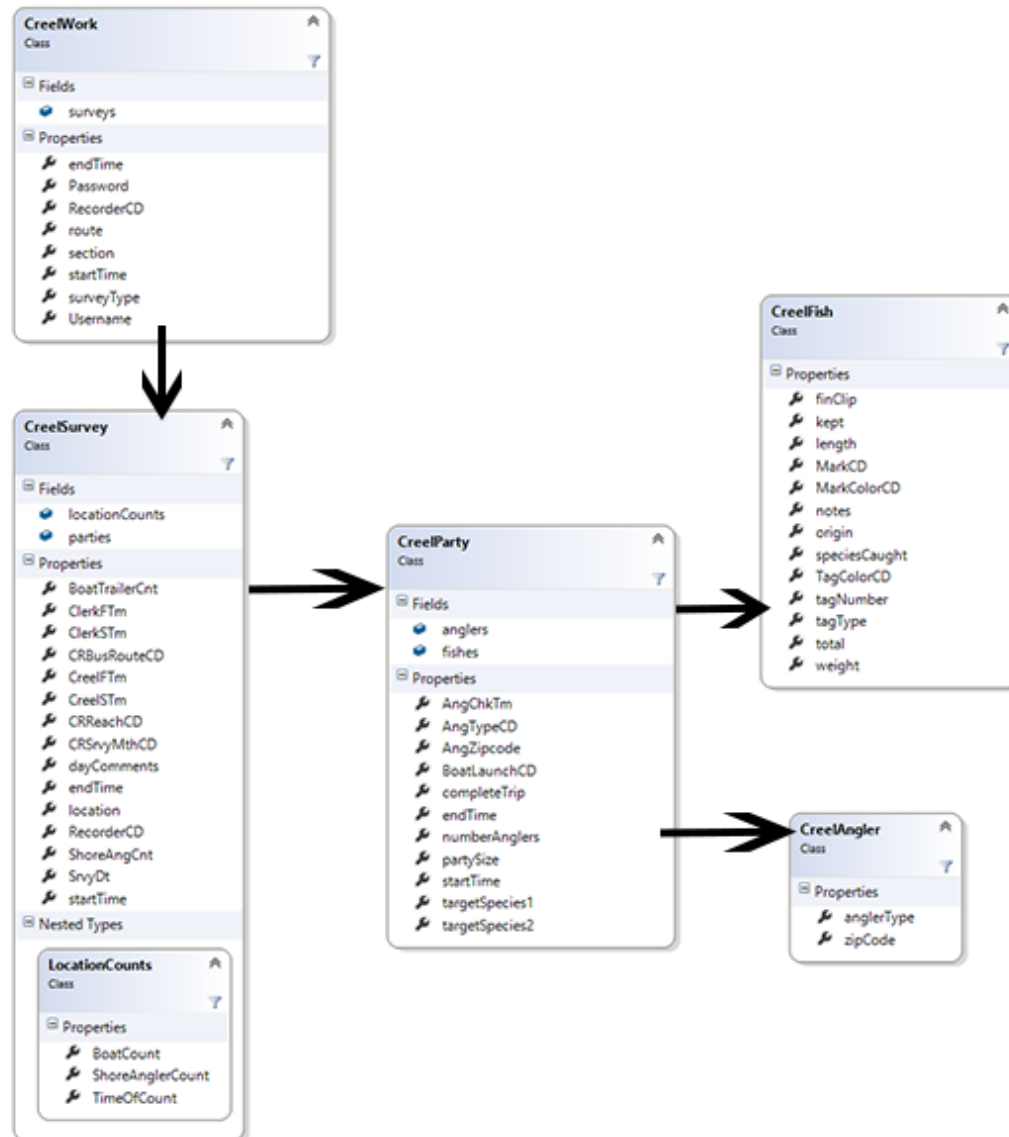 CreelWork
Class
Fields
surveys
Properties
endTime
Password
RecorderCD
route
section
startTime
surveyType
Username
CreelSurvey
Class
Fields
locationCounts
parties
Properties
BoatTrailerCnt
ClerkFTm
ClerkSTm
CRBusRouteCD
CreelFTm
CreelSTm
CRReachCD
CRSrvyMthCD
dayComments
endTime
location
RecorderCD
ShoreAngCnt
SrvyDt
startTime
Nested Types
LocationCounts
Class
Properties
BoatCount
ShoreAnglerCount
TimeOfCount
CreelParty
Class
Fields
anglers
fishes
Properties
AngChkTm
AngTypeCD
AngZipcode
BoatLaunchCD
completeTrip
endTime
numberAnglers
partySize
startTime
targetSpecies1
targetSpecies2
CreelFish
Class
Properties
finClip
kept
length
MarkCD
MarkColorCD
notes
origin
speciesCaught
TagColorCD
tagNumber
tagType
total
weight
CreelAngler
Class
Properties
anglerType
zipCode